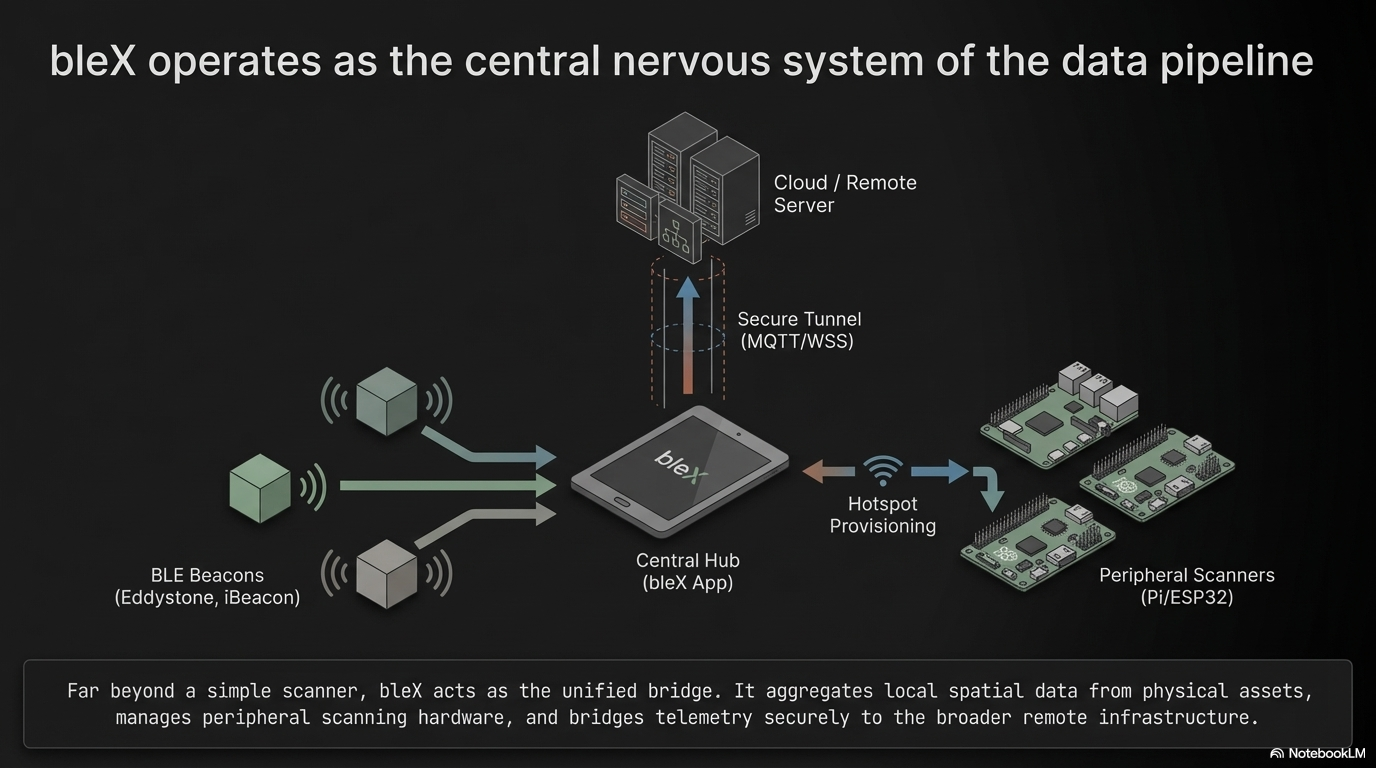 bleX operates as the central nervous system of the data pipeline
Cloud / Remote
Server
Secure Tunnel
(MQTT/WSS)
bleX
Hotspot
Provisioning
Central Hub
(bleX App)
BLE Beacons
(Eddystone, iBeacon)
Peripheral Scanners
(Pi/ESP32)
Far beyond a simple scanner, bleX acts as the unified bridge. It aggregates local spatial data from physical assets,
manages peripheral scanning hardware, and bridges telemetry securely to the broader remote infrastructure.
NotebookLM